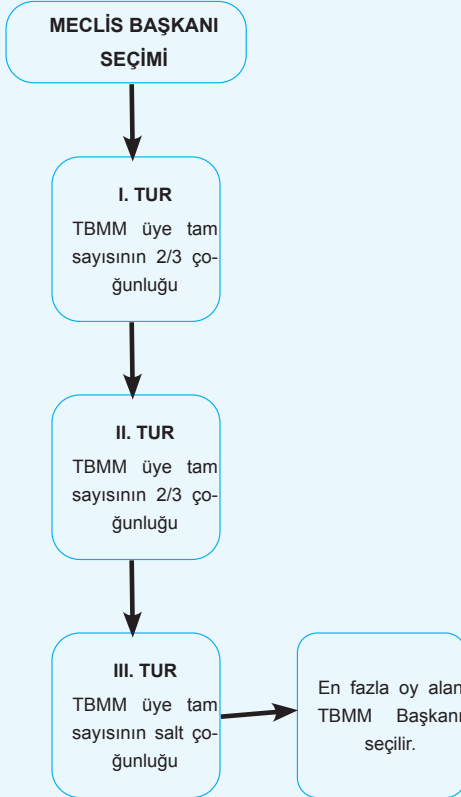 MECLİS BAŞKANI
SEÇİMİ
I. TUR
TBMM üye tam
sayısının 2/3 ço-
ğunluğu
II. TUR
TBMM üye tam
sayısının 2/3 ço-
ğunluğu
III. TUR
TBMM üye tam
sayısının salt ço-
ğunluğu
En fazla oy alan
TBMM Başkanı
seçilir.